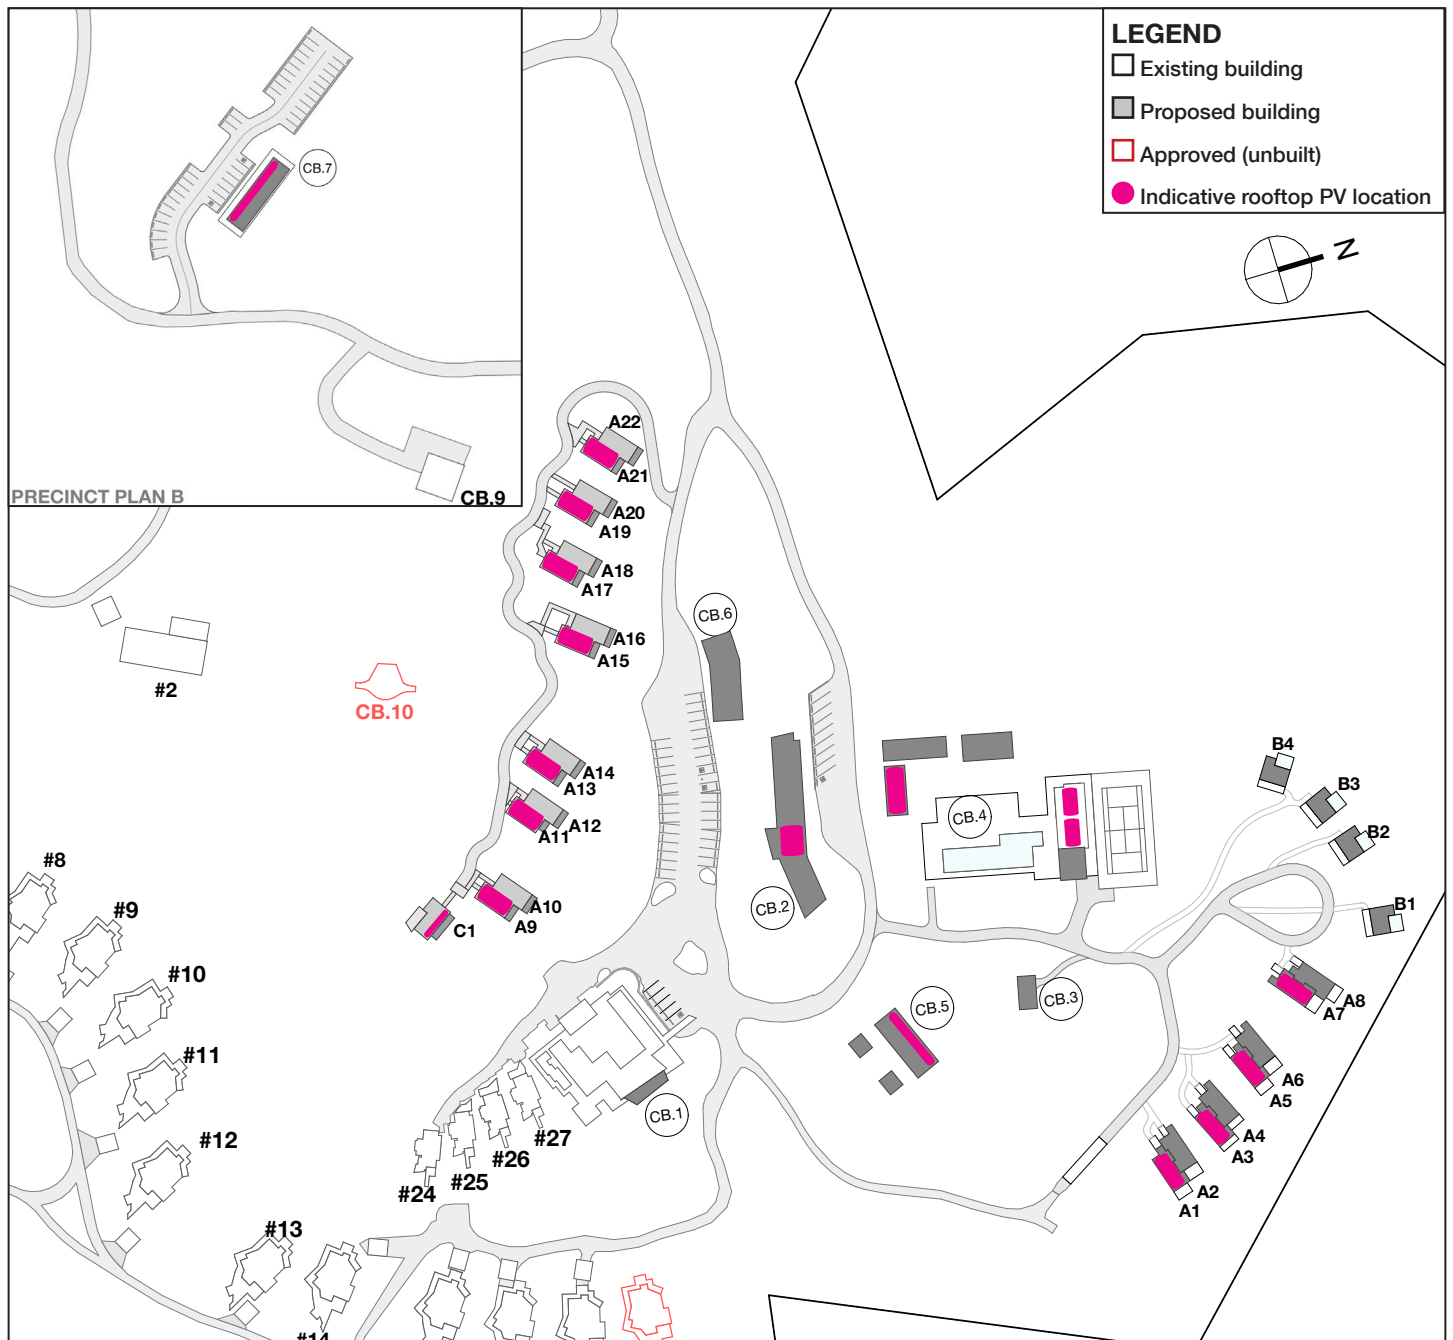 LEGEND
Existing building
Proposed building
Approved (unbuilt)
Indicative rooftop PV location
N
CB.7
PRECINCT PLAN B
CB.9
A22
A21
A20
A19
A18
A17
CB.6
A16
A15
#2
CB.10
A14
A13
A12
A11
B4
B3
B2
B1
CB.4
#8
#9
#10
#11
#12
#13
#14
A10
A9
C1
CB.2
CB.5
CB.3
A8
A7
A6
A5
A4
A3
A2
A1
CB.1
#27
#26
#25
#24